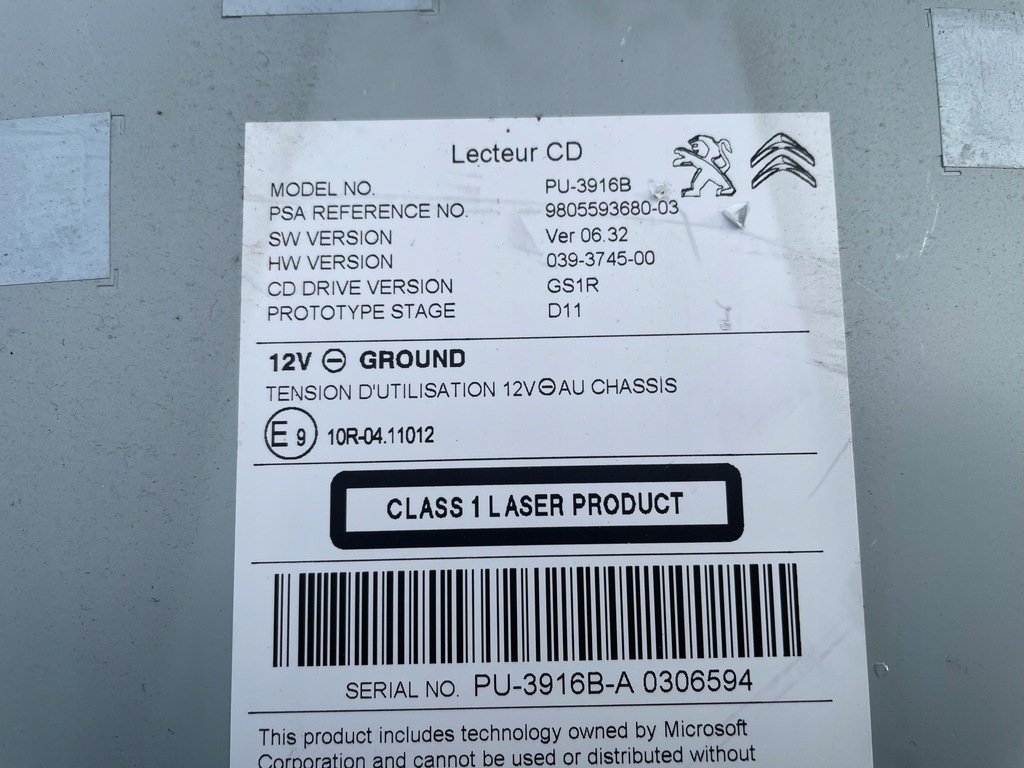 Lecteur CD
MODEL NO. PU-3916B
PSA REFERENCE NO. 9805593680-03
SW VERSION Ver 06.32
HW VERSION 039-3745-00
CD DRIVE VERSION GS1R
PROTOTYPE STAGE D11
12V ⊖ GROUND
TENSION D'UTILISATION 12V⊖AU CHASSIS
E9 10R-04.11012
CLASS 1 LASER PRODUCT
SERIAL NO. PU-3916B-A 0306594
This product includes technology owned by Microsoft
Corporation and cannot be used or distributed without